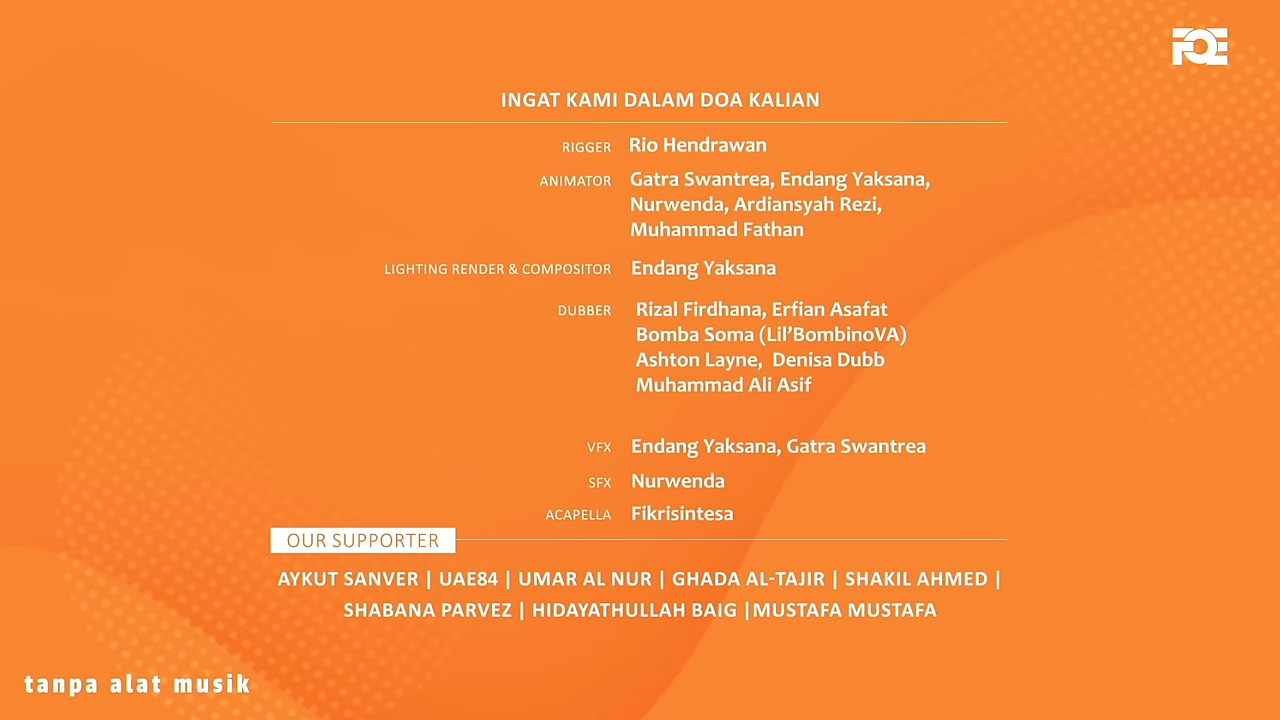 FQE
INGAT KAMI DALAM DOA KALIAN
RIGGER Rio Hendrawan
ANIMATOR Gatra Swantrea, Endang Yaksana,
Nurwenda, Ardiansyah Rezi,
Muhammad Fathan
LIGHTING RENDER & COMPOSITOR Endang Yaksana
DUBBER Rizal Firdhana, Erfian Asafat
Bomba Soma (Lil’BombinoVA)
Ashton Layne, Denisa Dubb
Muhammad Ali Asif
VFX Endang Yaksana, Gatra Swantrea
SFX Nurwenda
ACAPELLA Fikrisintesa
OUR SUPPORTER
AYKUT SANVER | UAE84 | UMAR AL NUR | GHADA AL-TAJIR | SHAKIL AHMED |
SHABANA PARVEZ | HIDAYATHULLAH BAIG |MUSTAFA MUSTAFA
tanpa alat musik